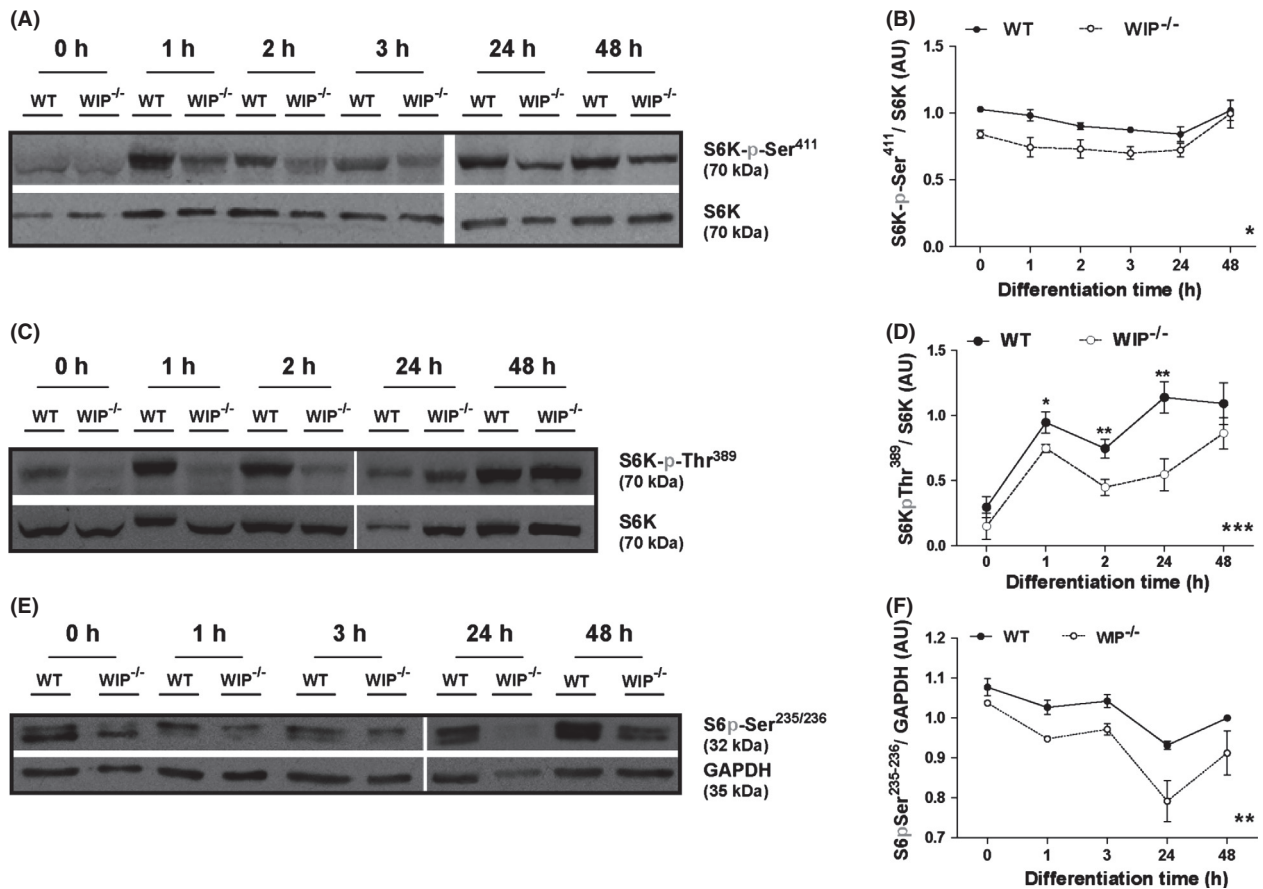 (A)
0 h 1 h 2 h 3 h 24 h 48 h
WT WIP-/- WT WIP-/- WT WIP-/- WT WIP-/- WT WIP-/- WT WIP-/-
S6K-p-Ser411
(70 kDa)
S6K
(70 kDa)
(B)
WT WIP-/-
S6K-p-Ser411/ S6K (AU)
1.5
1.0
0.5
0.0
*
0 1 2 3 24 48
Differentiation time (h)
(C)
0 h 1 h 2 h 24 h 48 h
WT WIP-/- WT WIP-/- WT WIP-/- WT WIP-/- WT WIP-/-
S6K-p-Thr389
(70 kDa)
S6K
(70 kDa)
(D)
WT WIP-/-
S6KpThr389/ S6K (AU)
1.5
1.0
0.5
0.0
* ** **
***
0 1 2 24 48
Differentiation time (h)
(E)
0 h 1 h 3 h 24 h 48 h
WT WIP-/- WT WIP-/- WT WIP-/- WT WIP-/- WT WIP-/-
S6p-Ser235/236
(32 kDa)
GAPDH
(35 kDa)
(F)
WT WIP-/-
S6pSer235-236/ GAPDH (AU)
1.2
1.1
1.0
0.9
0.8
0.7
**
0 1 3 24 48
Differentiation time (h)